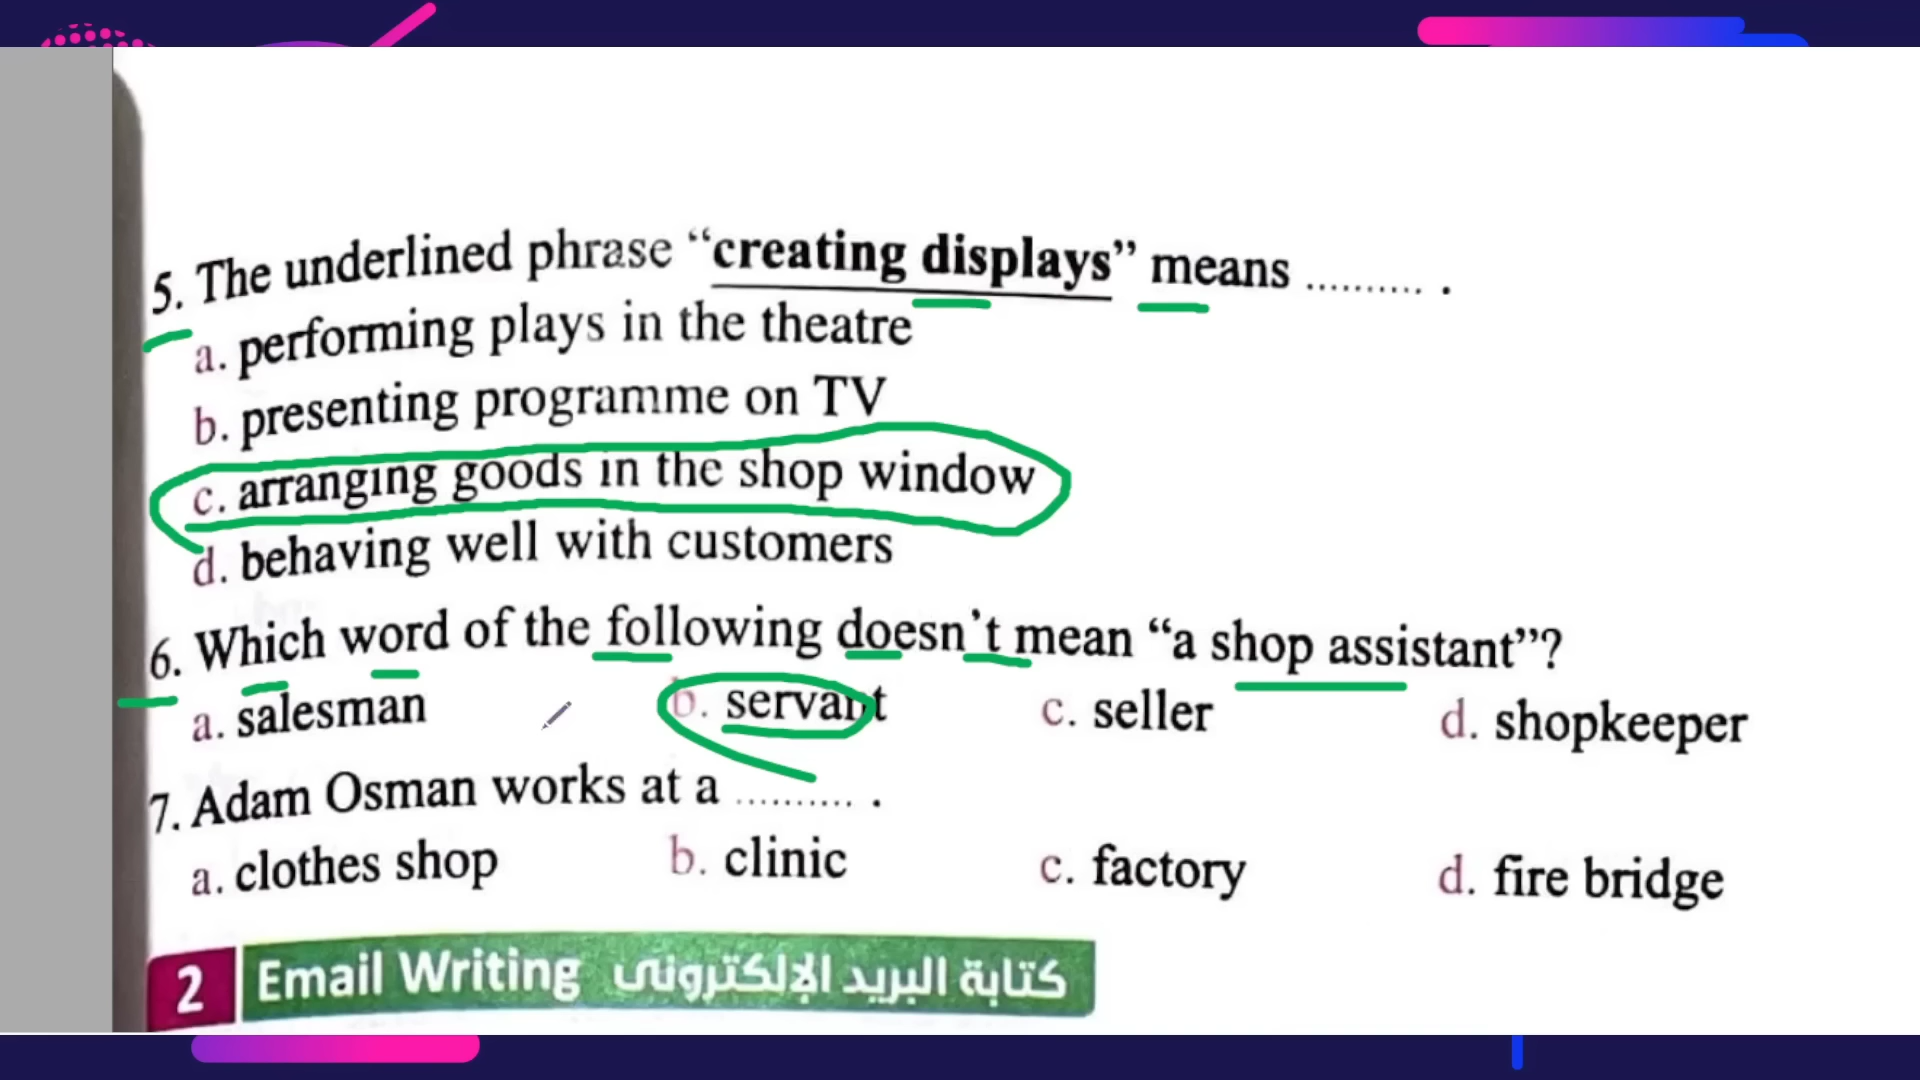 5. The underlined phrase “creating displays” means .......... .
a. performing plays in the theatre
b. presenting programme on TV
c. arranging goods in the shop window
d. behaving well with customers
6. Which word of the following doesn't mean “a shop assistant”?
a. salesman b. servant c. seller d. shopkeeper
7. Adam Osman works at a .......... .
a. clothes shop b. clinic c. factory d. fire bridge
2 Email Writing كتابة البريد الإلكترونى